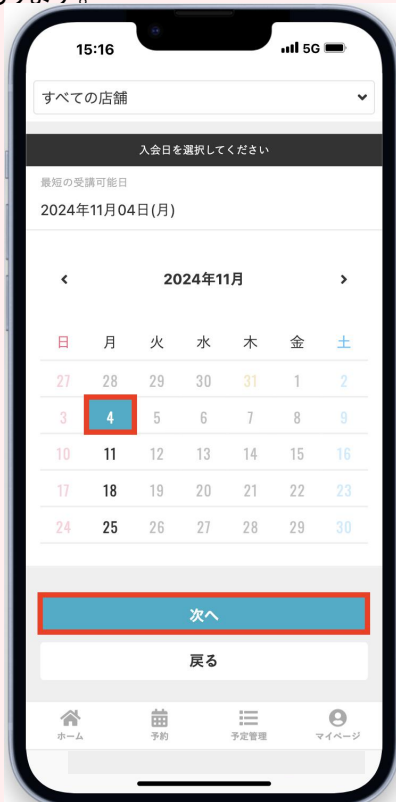 15:16 5G
すべての店舗
入会日を選択してください
最短の受講可能日
2024年11月04日(月)
2024年11月
日 月 火 水 木 金 土
27 28 29 30 31 1 2
3 4 5 6 7 8 9
10 11 12 13 14 15 16
17 18 19 20 21 22 23
24 25 26 27 28 29 30
次へ
戻る
ホーム 予約 予定管理 マイページ